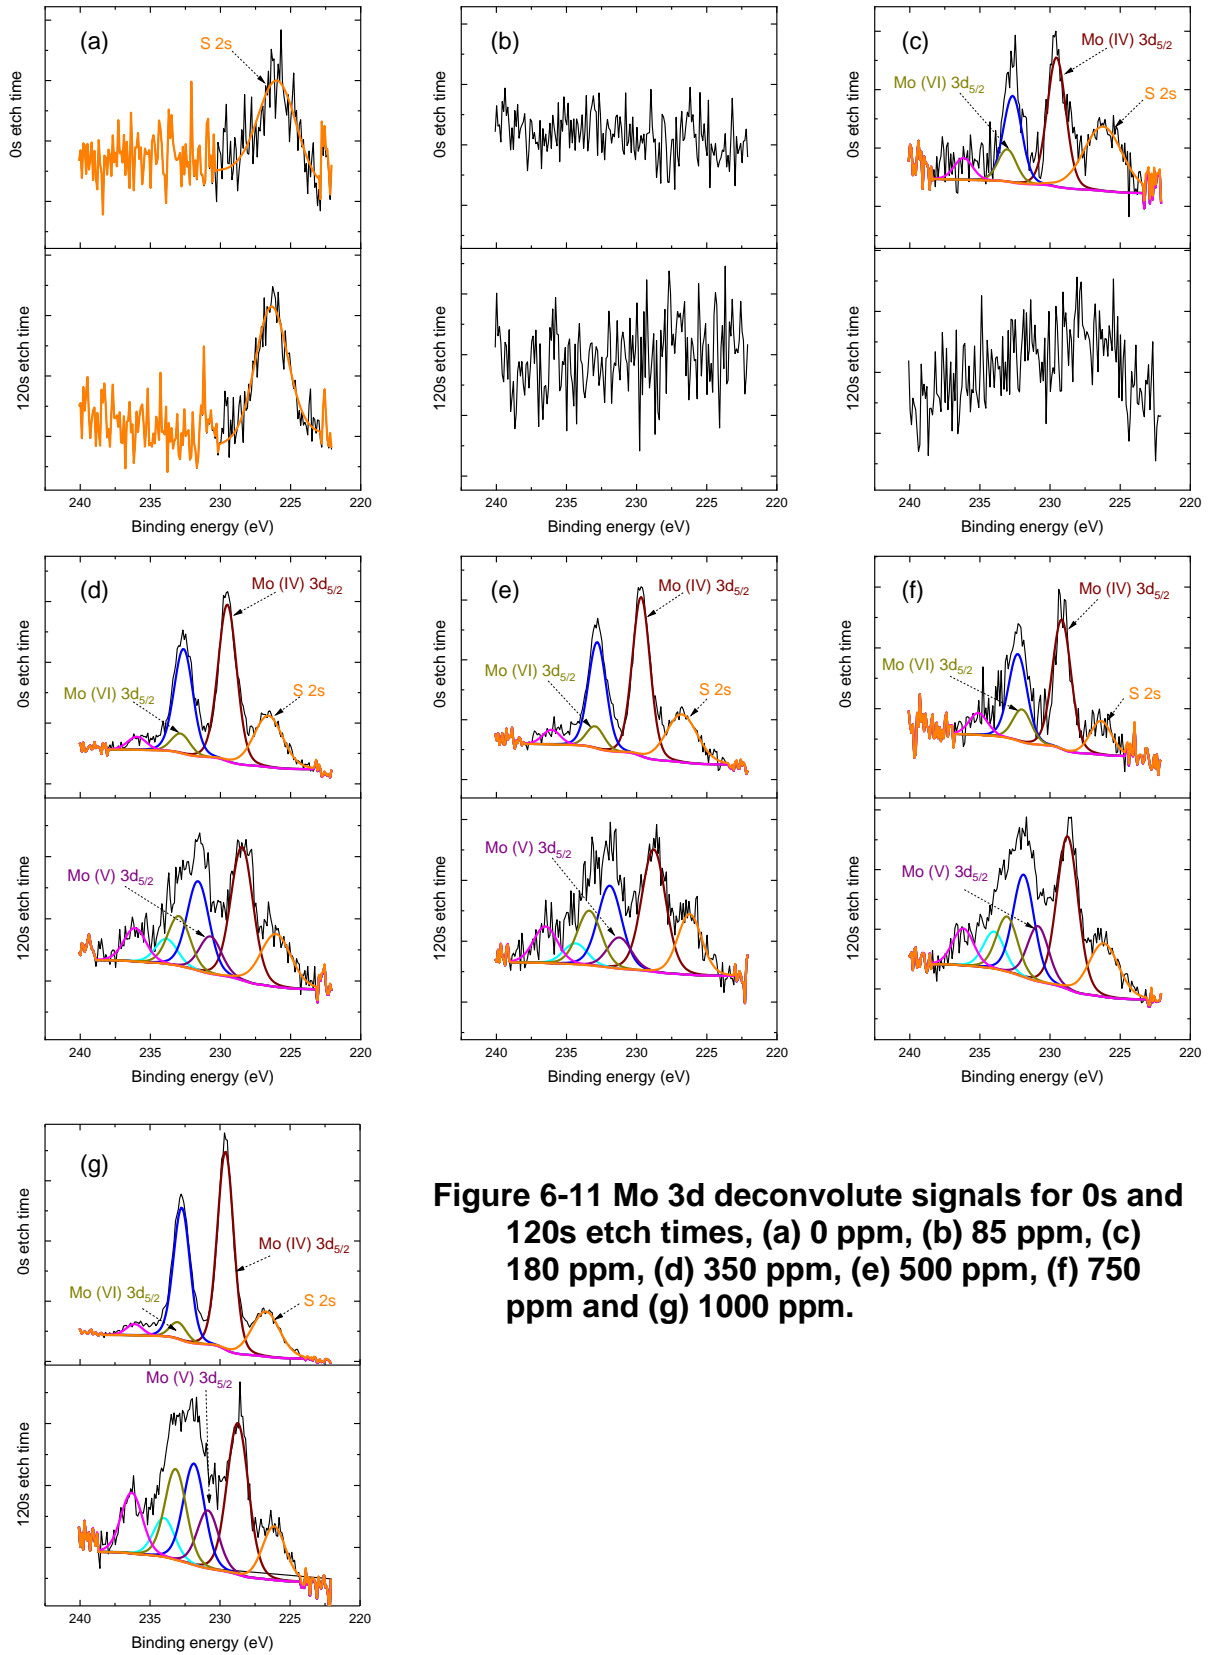 (a)
S 2s
0s etch time
120s etch time
240 235 230 225 220
Binding energy (eV)
(b)
0s etch time
120s etch time
240 235 230 225 220
Binding energy (eV)
(c)
Mo (IV) 3d5/2
Mo (VI) 3d5/2
S 2s
0s etch time
120s etch time
240 235 230 225 220
Binding energy (eV)
(d)
Mo (IV) 3d5/2
Mo (VI) 3d5/2
S 2s
0s etch time
Mo (V) 3d5/2
120s etch time
240 235 230 225 220
Binding energy (eV)
(e)
Mo (IV) 3d5/2
Mo (VI) 3d5/2
S 2s
0s etch time
Mo (V) 3d5/2
120s etch time
240 235 230 225 220
Binding energy (eV)
(f)
Mo (IV) 3d5/2
Mo (VI) 3d5/2
S 2s
0s etch time
Mo (V) 3d5/2
120s etch time
240 235 230 225 220
Binding energy (eV)
(g)
Mo (IV) 3d5/2
Mo (VI) 3d5/2
S 2s
0s etch time
Mo (V) 3d5/2
120s etch time
240 235 230 225 220
Binding energy (eV)
Figure 6-11 Mo 3d deconvolute signals for 0s and
120s etch times, (a) 0 ppm, (b) 85 ppm, (c)
180 ppm, (d) 350 ppm, (e) 500 ppm, (f) 750
ppm and (g) 1000 ppm.